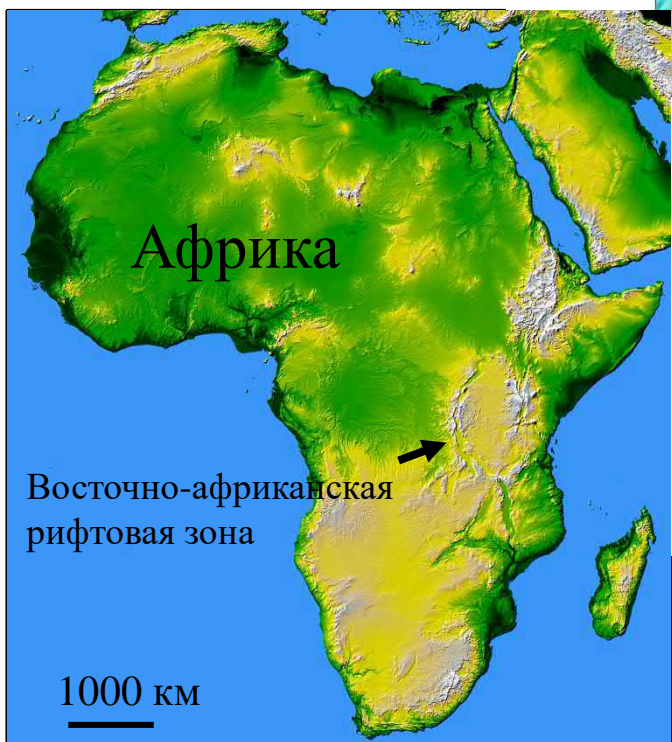 Африка
Восточно-африканская
рифтовая зона
1000 км